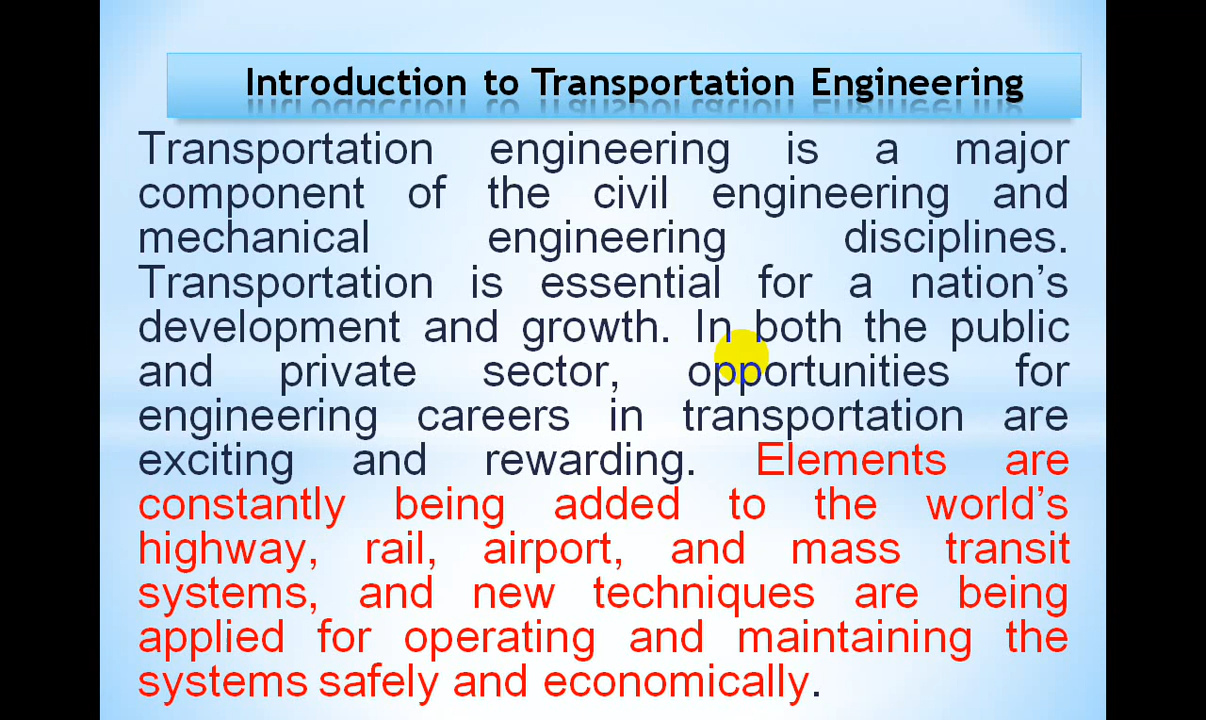 Introduction to Transportation Engineering
Transportation engineering is a major
component of the civil engineering and
mechanical engineering disciplines.
Transportation is essential for a nation’s
development and growth. In both the public
and private sector, opportunities for
engineering careers in transportation are
exciting and rewarding. Elements are
constantly being added to the world’s
highway, rail, airport, and mass transit
systems, and new techniques are being
applied for operating and maintaining the
systems safely and economically.